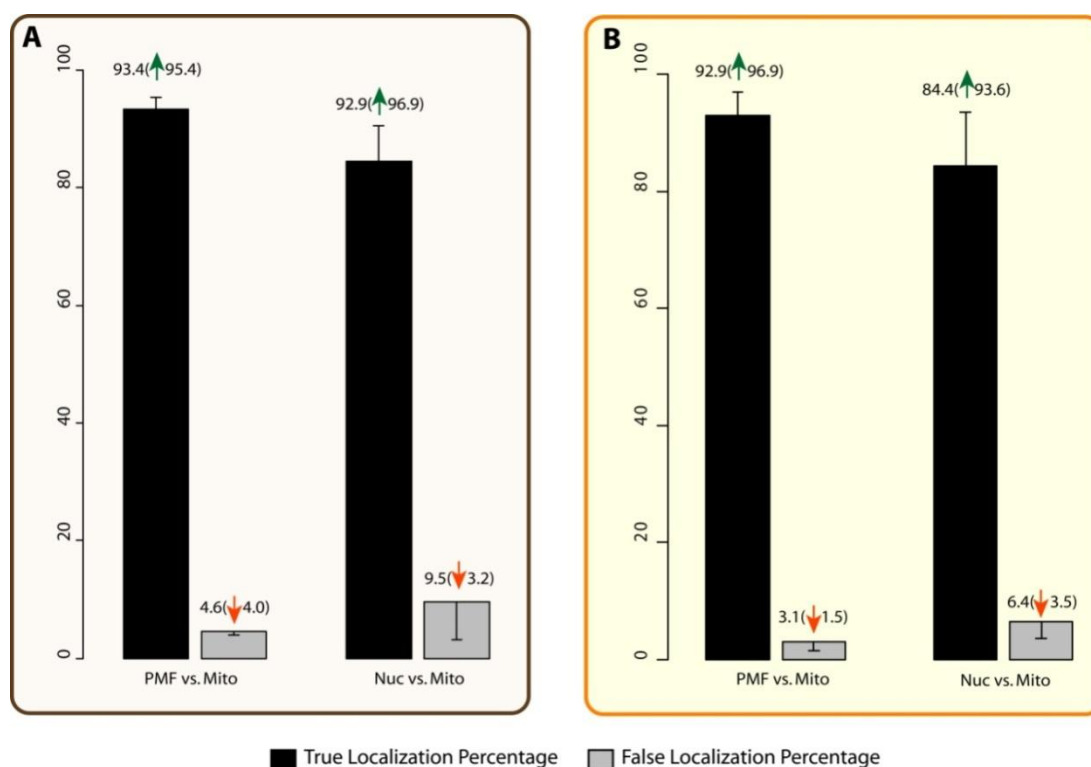 A
100
80
60
40
20
0
93.4(95.4)
92.9(96.9)
4.6(4.0)
9.5(3.2)
PMF vs. Mito
Nuc vs. Mito
B
100
80
60
40
20
0
92.9(96.9)
84.4(93.6)
3.1(1.5)
6.4(3.5)
PMF vs. Mito
Nuc vs. Mito
True Localization Percentage
False Localization Percentage